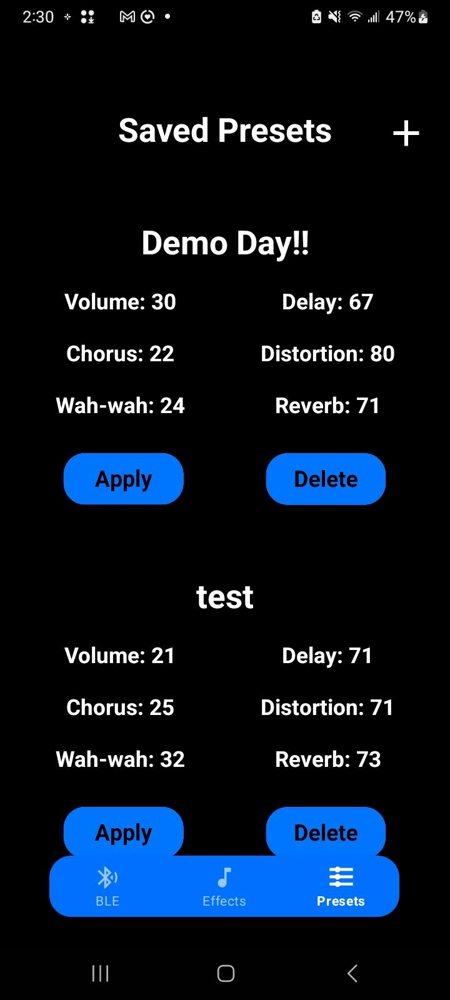 2:30 47%
Saved Presets
Demo Day!!
Volume: 30 Delay: 67
Chorus: 22 Distortion: 80
Wah-wah: 24 Reverb: 71
Apply Delete
test
Volume: 21 Delay: 71
Chorus: 25 Distortion: 71
Wah-wah: 32 Reverb: 73
Apply Delete
BLE Effects Presets